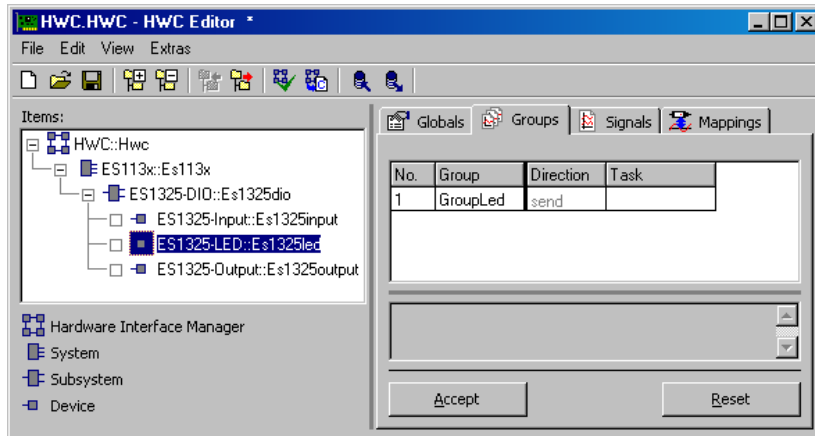 HWC.HWC - HWC Editor *
File Edit View Extras
Items:
HWC::Hwc
ES113x::Es113x
ES1325-DIO::Es1325dio
ES1325-Input::Es1325input
ES1325-LED::Es1325led
ES1325-Output::Es1325output
Hardware Interface Manager
System
Subsystem
Device
Globals Groups Signals Mappings
No. Group Direction Task
1 GroupLed send
Accept Reset